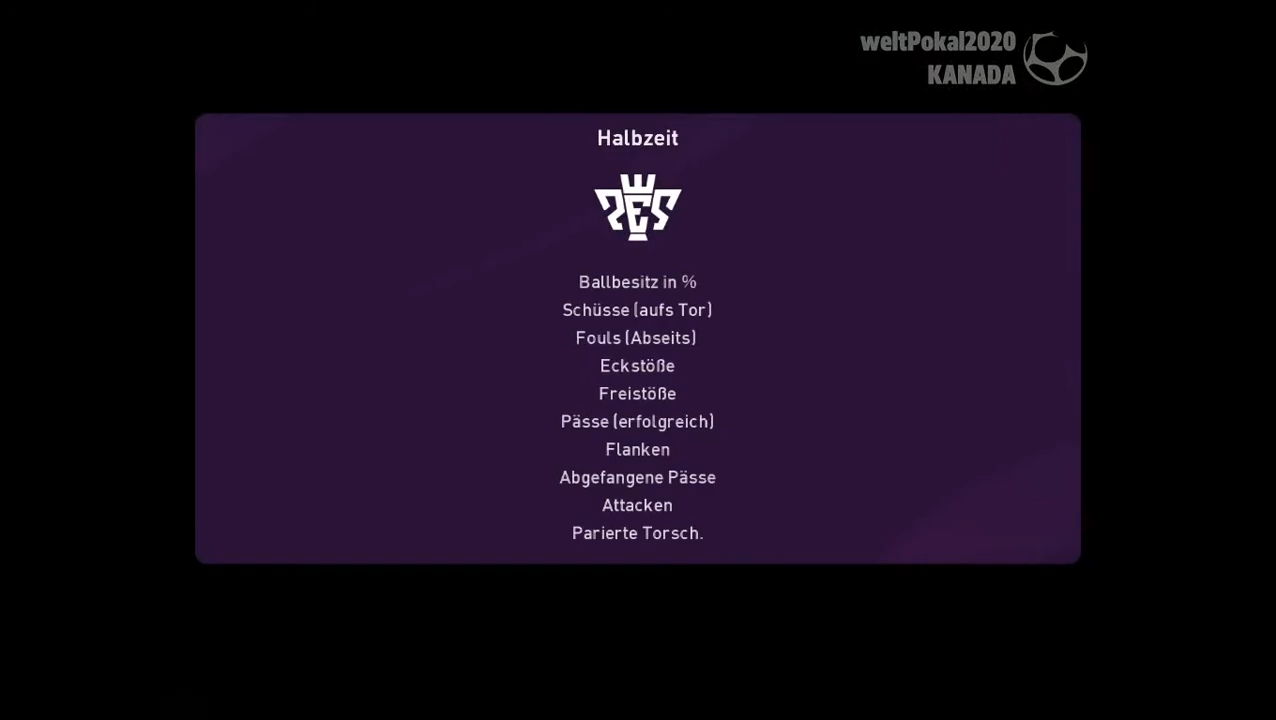 weltPokal2020
KANADA
Halbzeit
PES
Ballbesitz in %
Schüsse (aufs Tor)
Fouls (Abseits)
Eckstöße
Freistöße
Pässe (erfolgreich)
Flanken
Abgefangene Pässe
Attacken
Parierte Torsch.